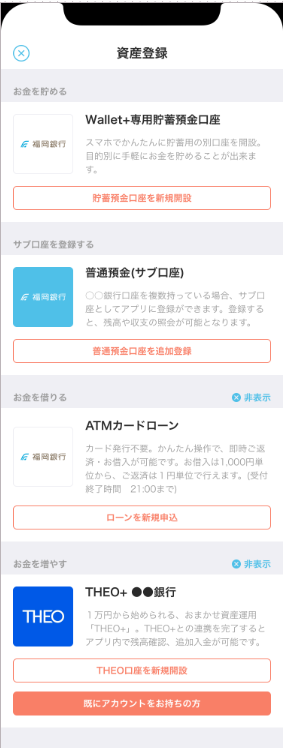 資産登録
お金を貯める
福岡銀行
Wallet+専用貯蓄預金口座
スマホでかんたんに貯蓄用の別口座を開設。
目的別に手軽にお金を貯めることが出来ま
す。
貯蓄預金口座を新規開設
サブ口座を登録する
福岡銀行
普通預金(サブ口座)
〇〇銀行口座を複数持っている場合、サブ口
座としてアプリに登録ができます。登録する
と、残高や収支の照会が可能となります。
普通預金口座を追加登録
お金を借りる
非表示
福岡銀行
ATMカードローン
カード発行不要。かんたん操作で、即時ご返
済・お借入が可能です。お借入は1,000円単
位から、ご返済は１円単位で行えます。(受付
終了時間　21:00まで)
ローンを新規申込
お金を増やす
非表示
THEO
THEO+ ●●銀行
１万円から始められる、おまかせ資産運用
「THEO+」。THEO+との連携を完了すると
アプリ内で残高確認、追加入金が可能です。
THEO口座を新規開設
既にアカウントをお持ちの方